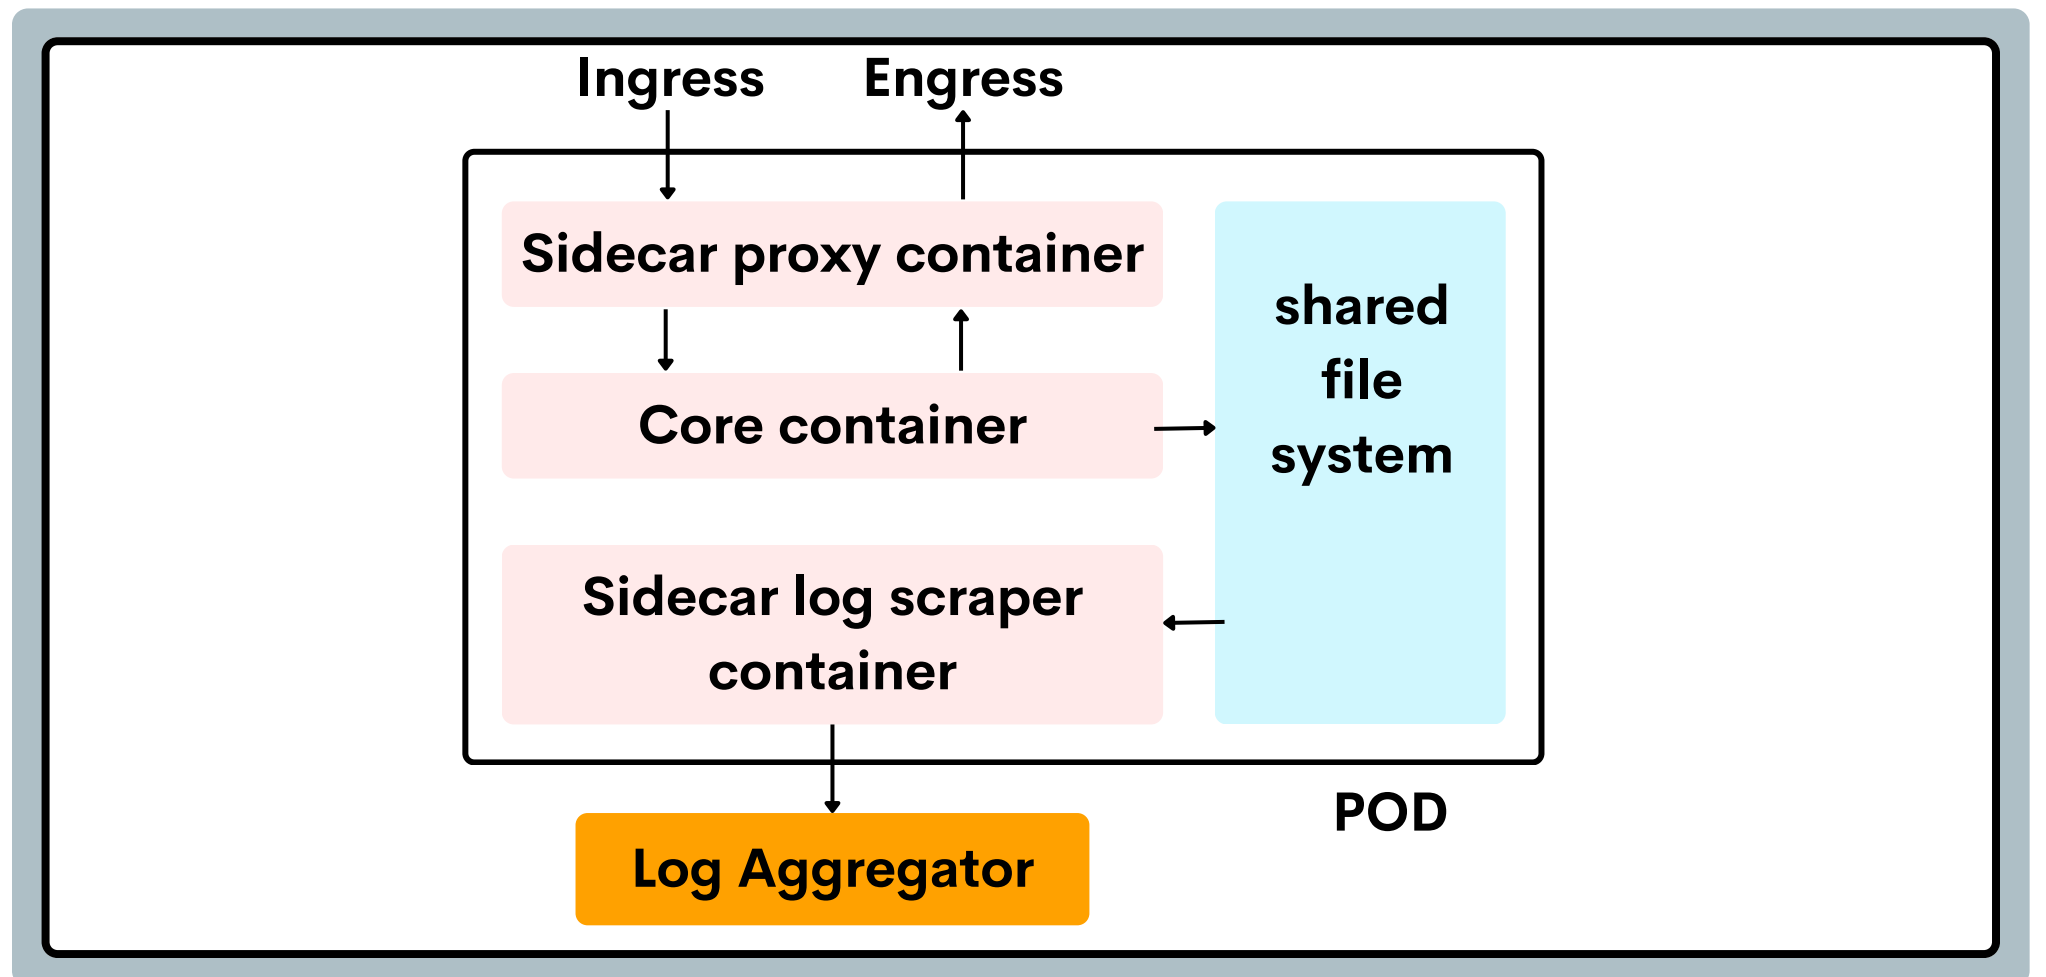 Ingress
Engress
Sidecar proxy container
Core container
Sidecar log scraper
container
shared
file
system
POD
Log Aggregator